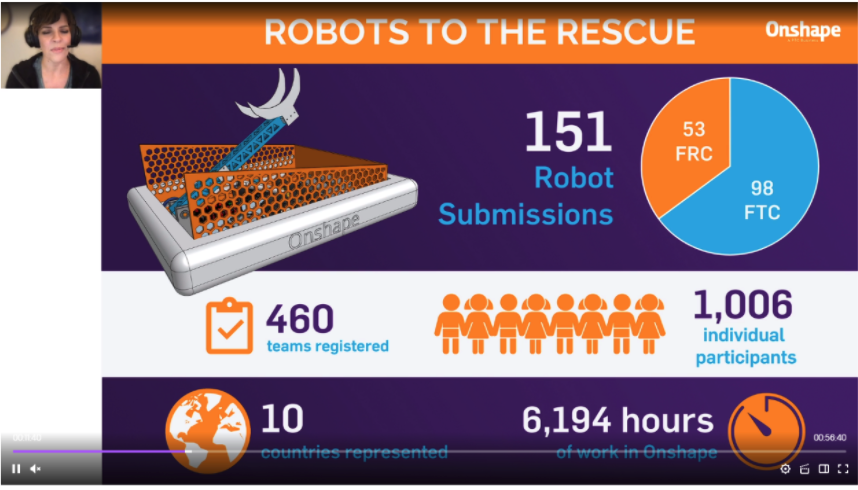 ROBOTS TO THE RESCUE
Onshape
151
Robot
Submissions
53
FRC
98
FTC
Onshape
460
teams registered
1,006
individual
participants
10
countries represented
6,194 hours
of work in Onshape
00:56:40